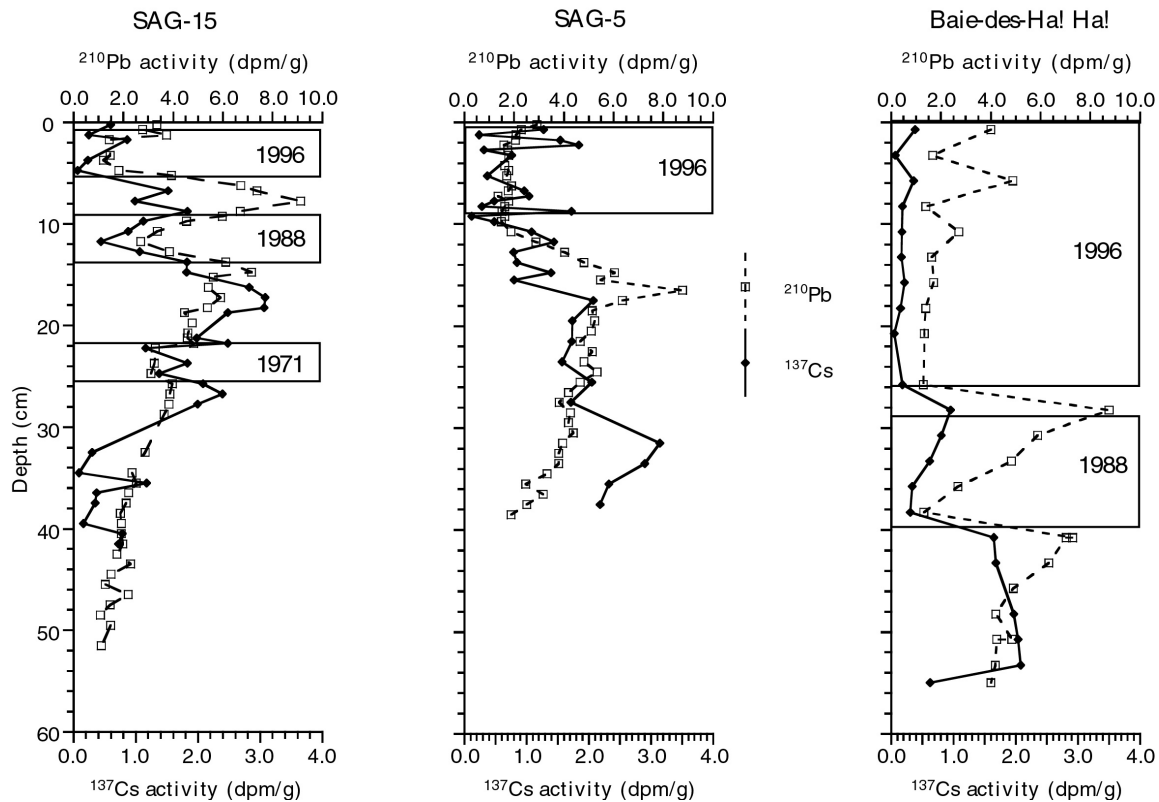 SAG-15 SAG-5 Baie-des-Ha! Ha!
²¹⁰Pb activity (dpm/g) ²¹⁰Pb activity (dpm/g) ²¹⁰Pb activity (dpm/g)
0.0 2.0 4.0 6.0 8.0 10.0 0.0 2.0 4.0 6.0 8.0 10.0 0.0 2.0 4.0 6.0 8.0 10.0
0
1996 1996
10
1988 1996
²¹⁰Pb
20
1971 ¹³⁷Cs
30
Depth (cm)
1988
40
50
60
0.0 1.0 2.0 3.0 4.0 0.0 1.0 2.0 3.0 4.0 0.0 1.0 2.0 3.0 4.0
¹³⁷Cs activity (dpm/g) ¹³⁷Cs activity (dpm/g) ¹³⁷Cs activity (dpm/g)